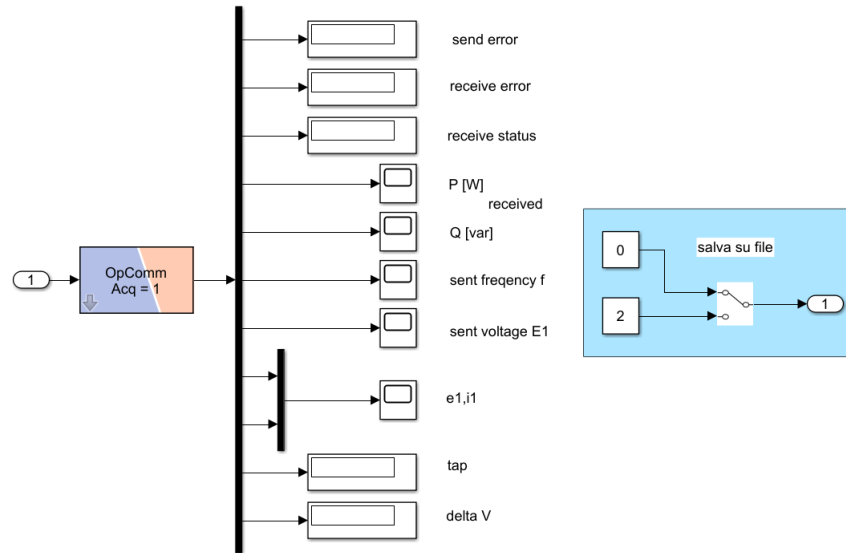 send error
receive error
receive status
P [W]
received
Q [var]
sent freqency f
sent voltage E1
e1,i1
tap
delta V
1
OpComm
Acq = 1
salva su file
0
2
1